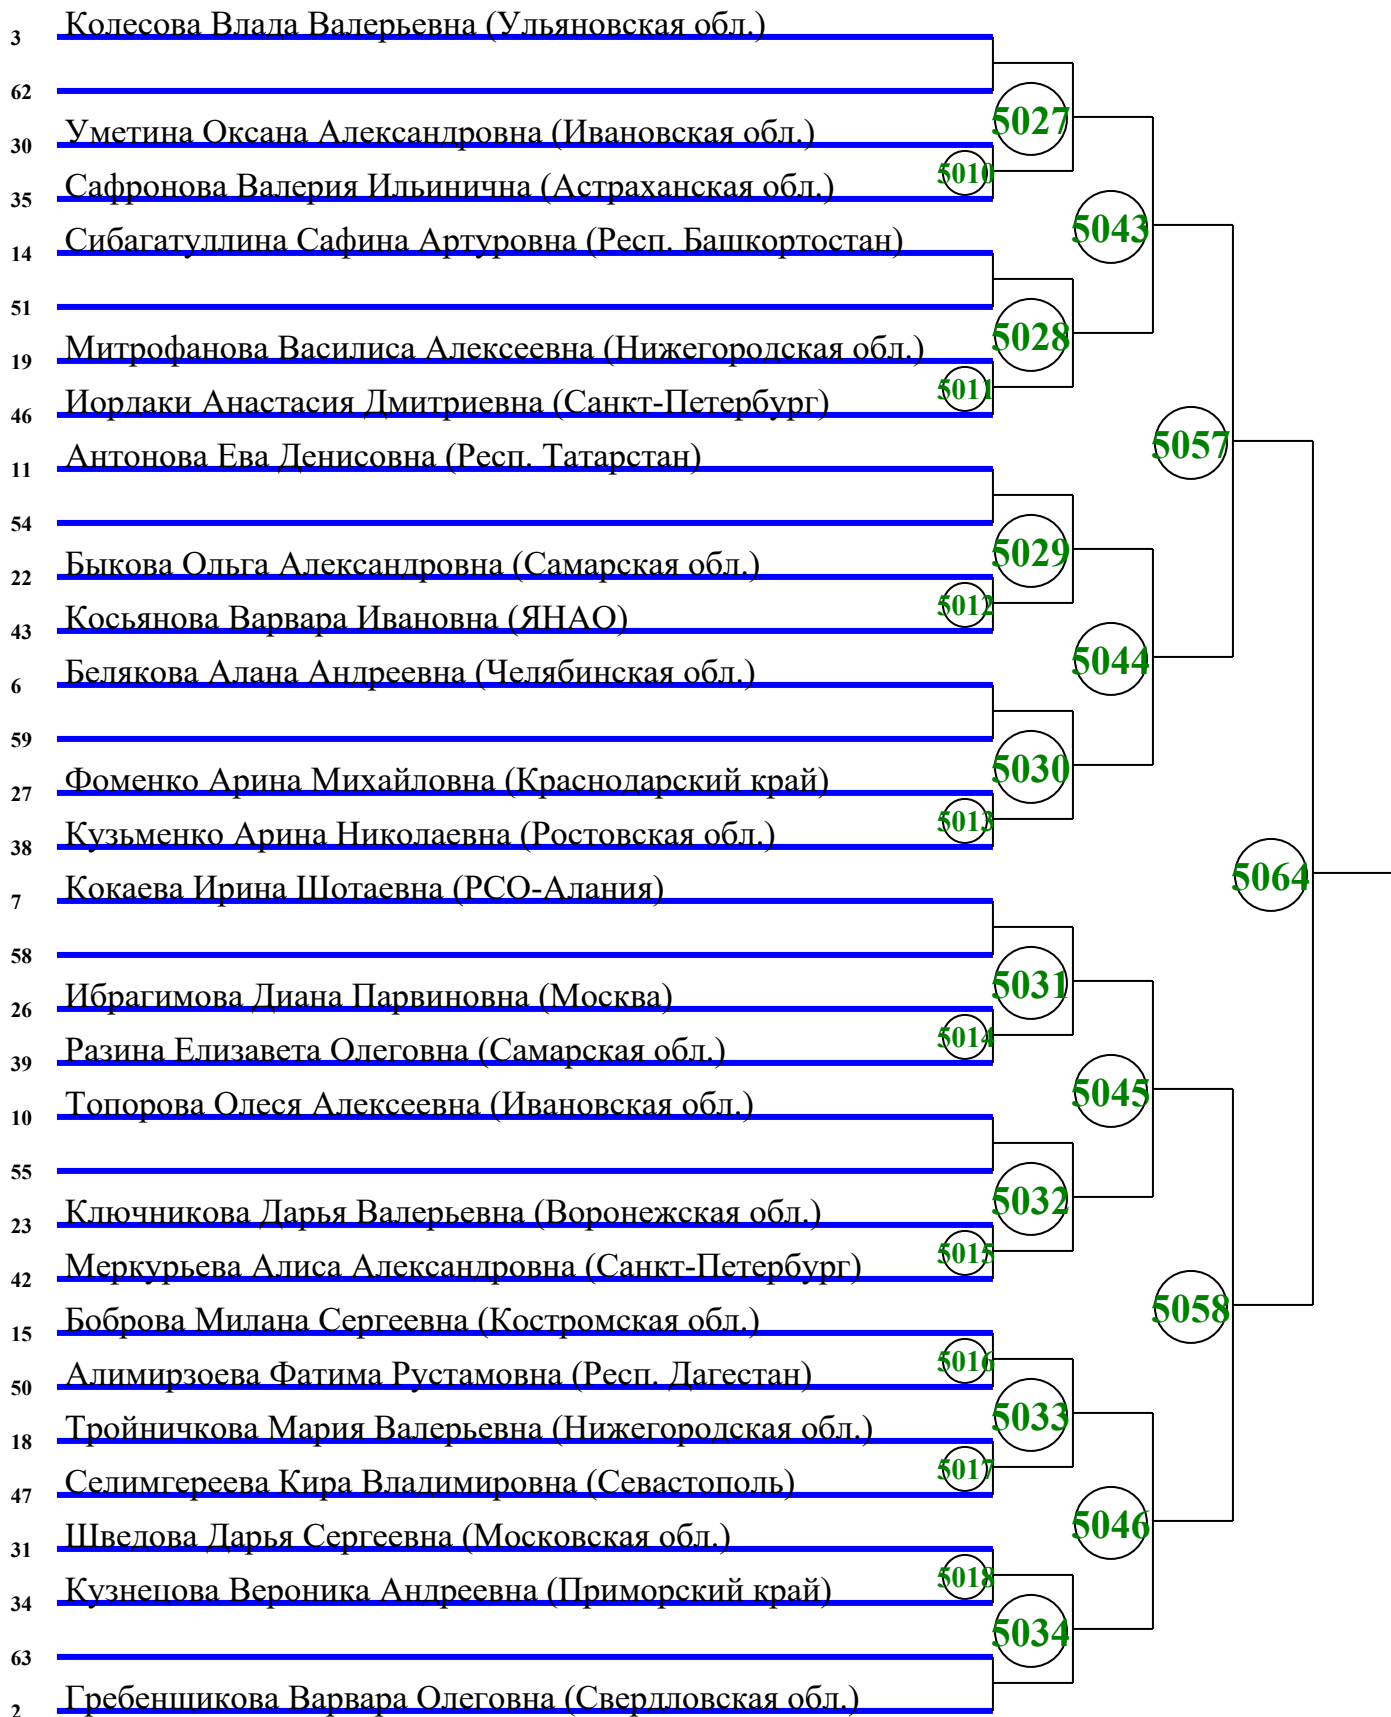 3 Колесова Влада Валерьевна (Ульяновская обл.)
62
5027
30 Уметина Оксана Александровна (Ивановская обл.)
5010
35 Сафронова Валерия Ильинична (Астраханская обл.)
5043
14 Сибагатуллина Сафина Артуровна (Респ. Башкортостан)
51
5028
19 Митрофанова Василиса Алексеевна (Нижегородская обл.)
5011
46 Иордаки Анастасия Дмитриевна (Санкт-Петербург)
5057
11 Антонова Ева Денисовна (Респ. Татарстан)
54
5029
22 Быкова Ольга Александровна (Самарская обл.)
5012
43 Косьянова Варвара Ивановна (ЯНАО)
5044
6 Белякова Алана Андреевна (Челябинская обл.)
59
5030
27 Фоменко Арина Михайловна (Краснодарский край)
5013
38 Кузьменко Арина Николаевна (Ростовская обл.)
5064
7 Кокаева Ирина Шотаевна (РСО-Алания)
58
5031
26 Ибрагимова Диана Парвиновна (Москва)
5014
39 Разина Елизавета Олеговна (Самарская обл.)
5045
10 Топорова Олеся Алексеевна (Ивановская обл.)
55
5032
23 Ключникова Дарья Валерьевна (Воронежская обл.)
5015
42 Меркурьева Алиса Александровна (Санкт-Петербург)
5058
15 Боброва Милана Сергеевна (Костромская обл.)
5016
50 Алимирзоева Фатима Рустамовна (Респ. Дагестан)
5033
18 Тройничкова Мария Валерьевна (Нижегородская обл.)
5017
47 Селимгереева Кира Владимировна (Севастополь)
5046
31 Шведова Дарья Сергеевна (Московская обл.)
5018
34 Кузнецова Вероника Андреевна (Приморский край)
5034
63
2 Гребенщикова Варвара Олеговна (Свердловская обл.)